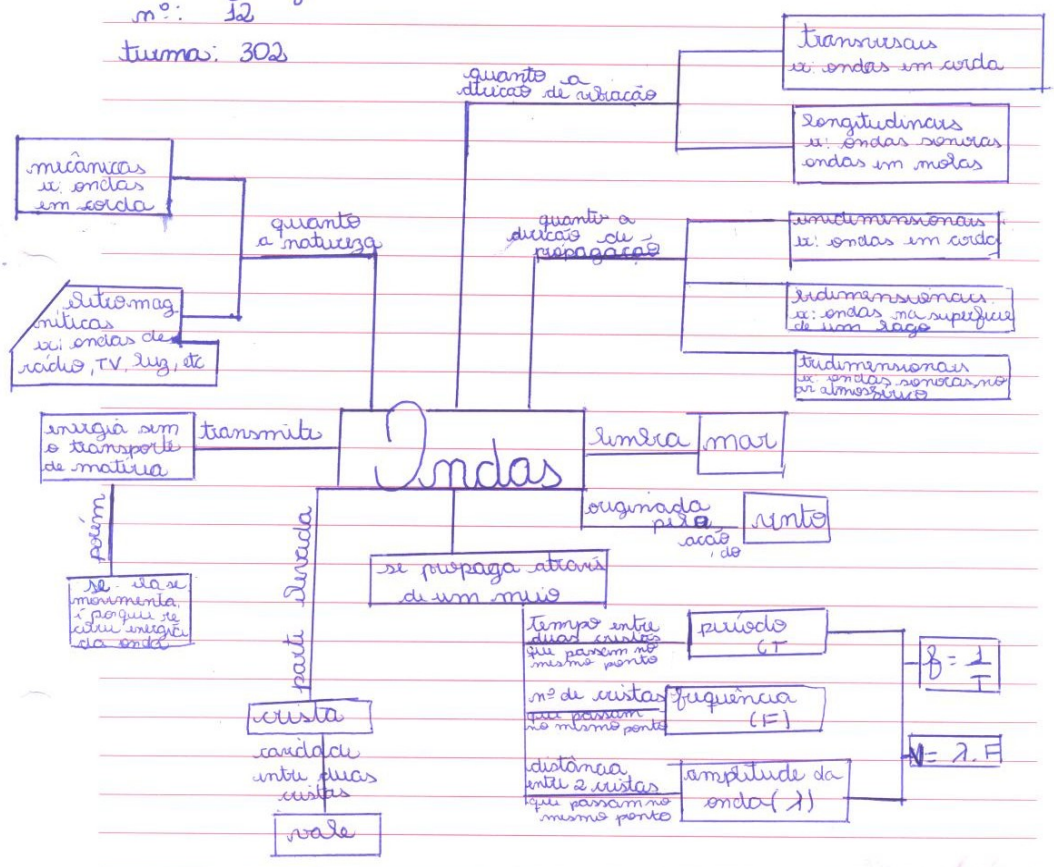 nº: 12
turma: 302
quanto a
direção de vibração
transversais
ex: ondas em corda
longitudinais
ex: ondas sonoras
ondas em molas
mecânicas
ex: ondas
em corda
quanto
a natureza
eletromag
néticas
ex: ondas de
rádio, TV, luz, etc
quanto a
direção de
propagação
unidimensionais
ex: ondas em corda
bidimensionais.
ex: ondas na superfície
de um lago
tridimensionais
ex: ondas sonoras no
ar atmosférico
energia sem
o transporte
de matéria
transmite
Ondas
lembra
mar
originada
pela
ação
do
vento
porém
se ela se
movimenta,
é porque re
cebeu energia
da onda
parte elevada
crista
cavidade
entre duas
cristas
vale
se propaga através
de um meio
tempo entre
duas cristas
que passam no
mesmo ponto
período
(T
nº de cristas
que passam
no mesmo ponto
frequência
(F)
distância
entre 2 cristas
que passam no
mesmo ponto
amplitude da
onda (λ)
f = 1
T
V = λ.F